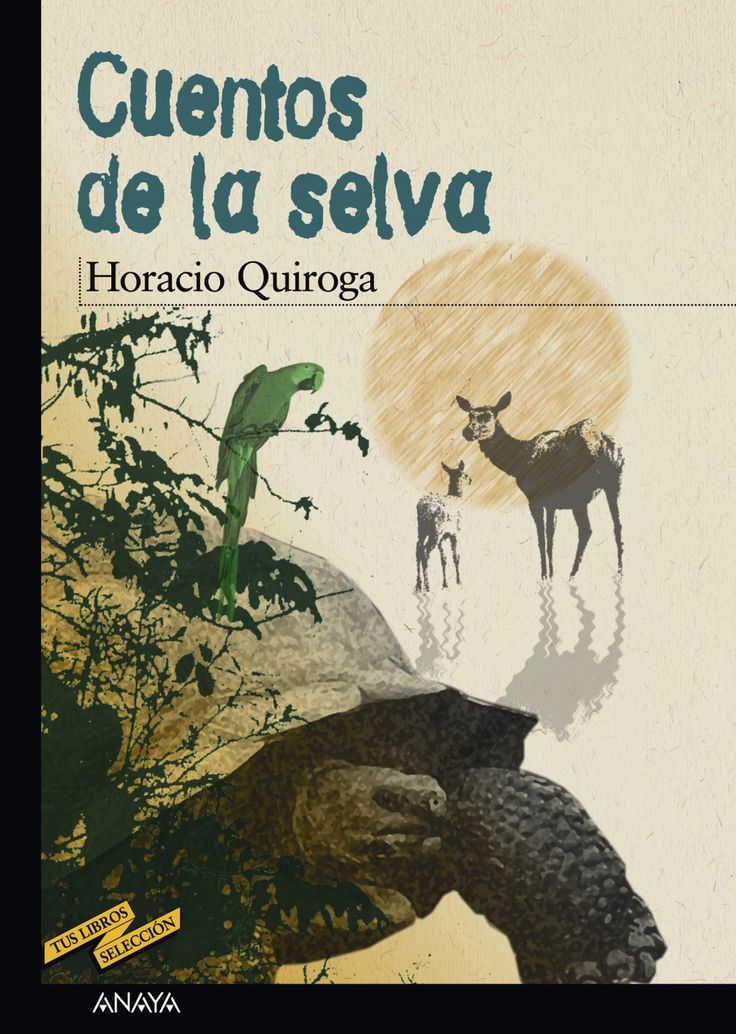 Cuentos
de la selva
Horacio Quiroga
TUS LIBROS
SELECCIÓN
ANAYA